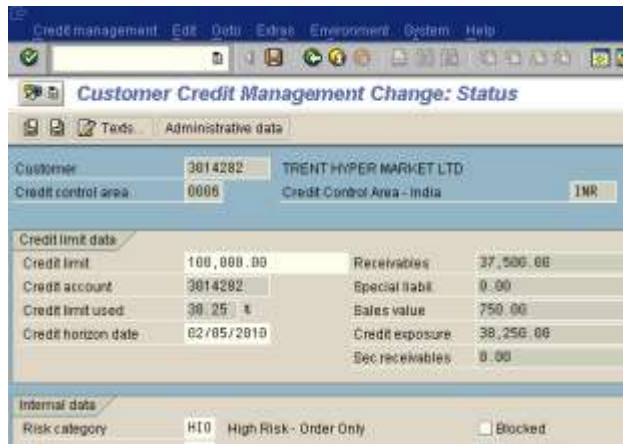 Credit management Edit Goto Extras Environment System Help
Customer Credit Management Change: Status
Texts... Administrative data
Customer 3014282 TRENT HYPER MARKET LTD
Credit control area 0006 Credit Control Area - India INR
Credit limit data
Credit limit 100,000.00 Receivables 37,500.00
Credit account 3014282 Special liabil 0.00
Credit limit used 38.25 % Sales value 750.00
Credit horizon date 02/05/2010 Credit exposure 38,250.00
Sec receivables 0.00
Internal data
Risk category HIO High Risk - Order Only Blocked